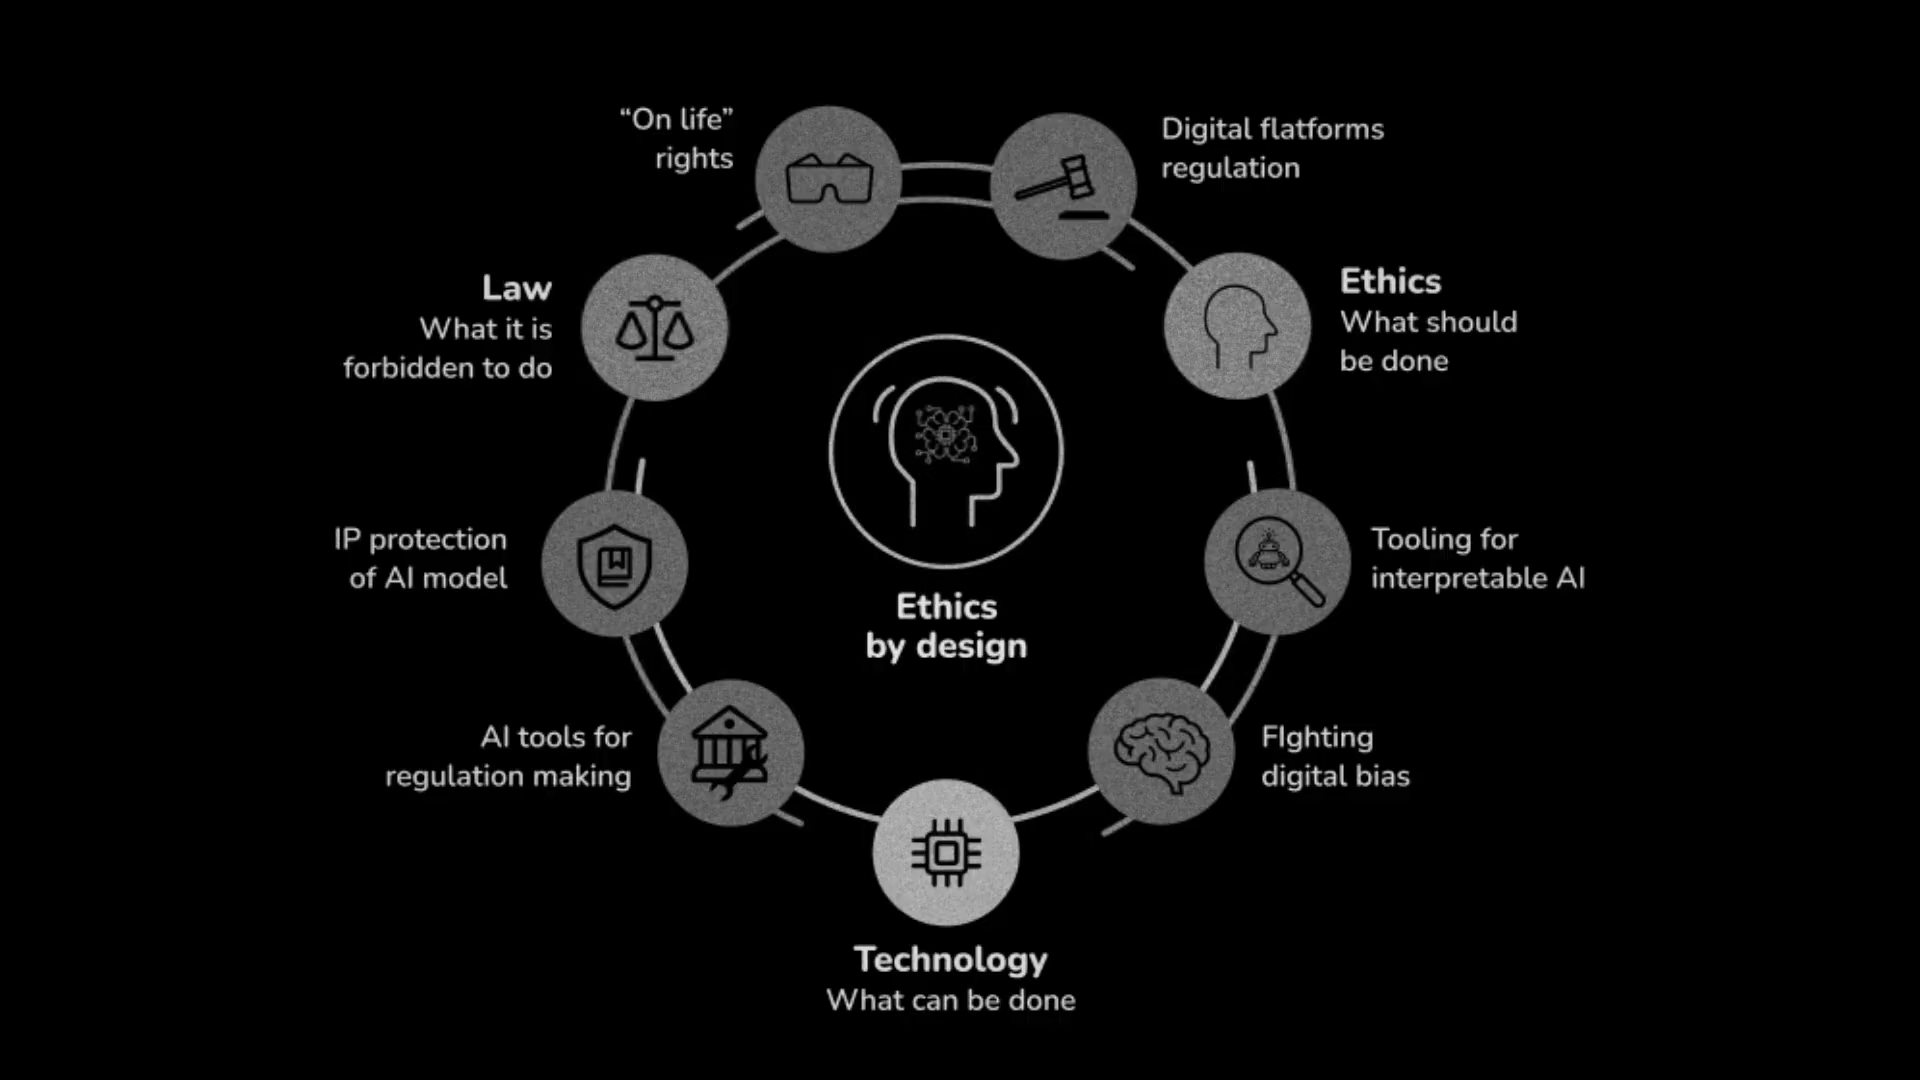 “On life”
rights
Digital flatforms
regulation
Law
What it is
forbidden to do
Ethics
What should
be done
IP protection
of AI model
Tooling for
interpretable AI
Ethics
by design
AI tools for
regulation making
FIghting
digital bias
Technology
What can be done